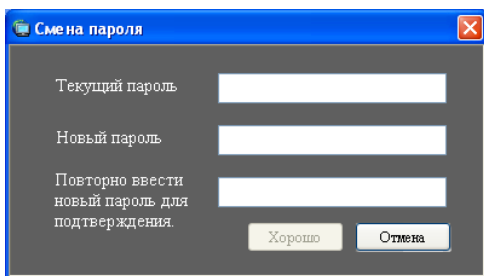 Смена пароля
Текущий пароль
Новый пароль
Повторно ввести
новый пароль для
подтверждения.
Хорошо
Отмена